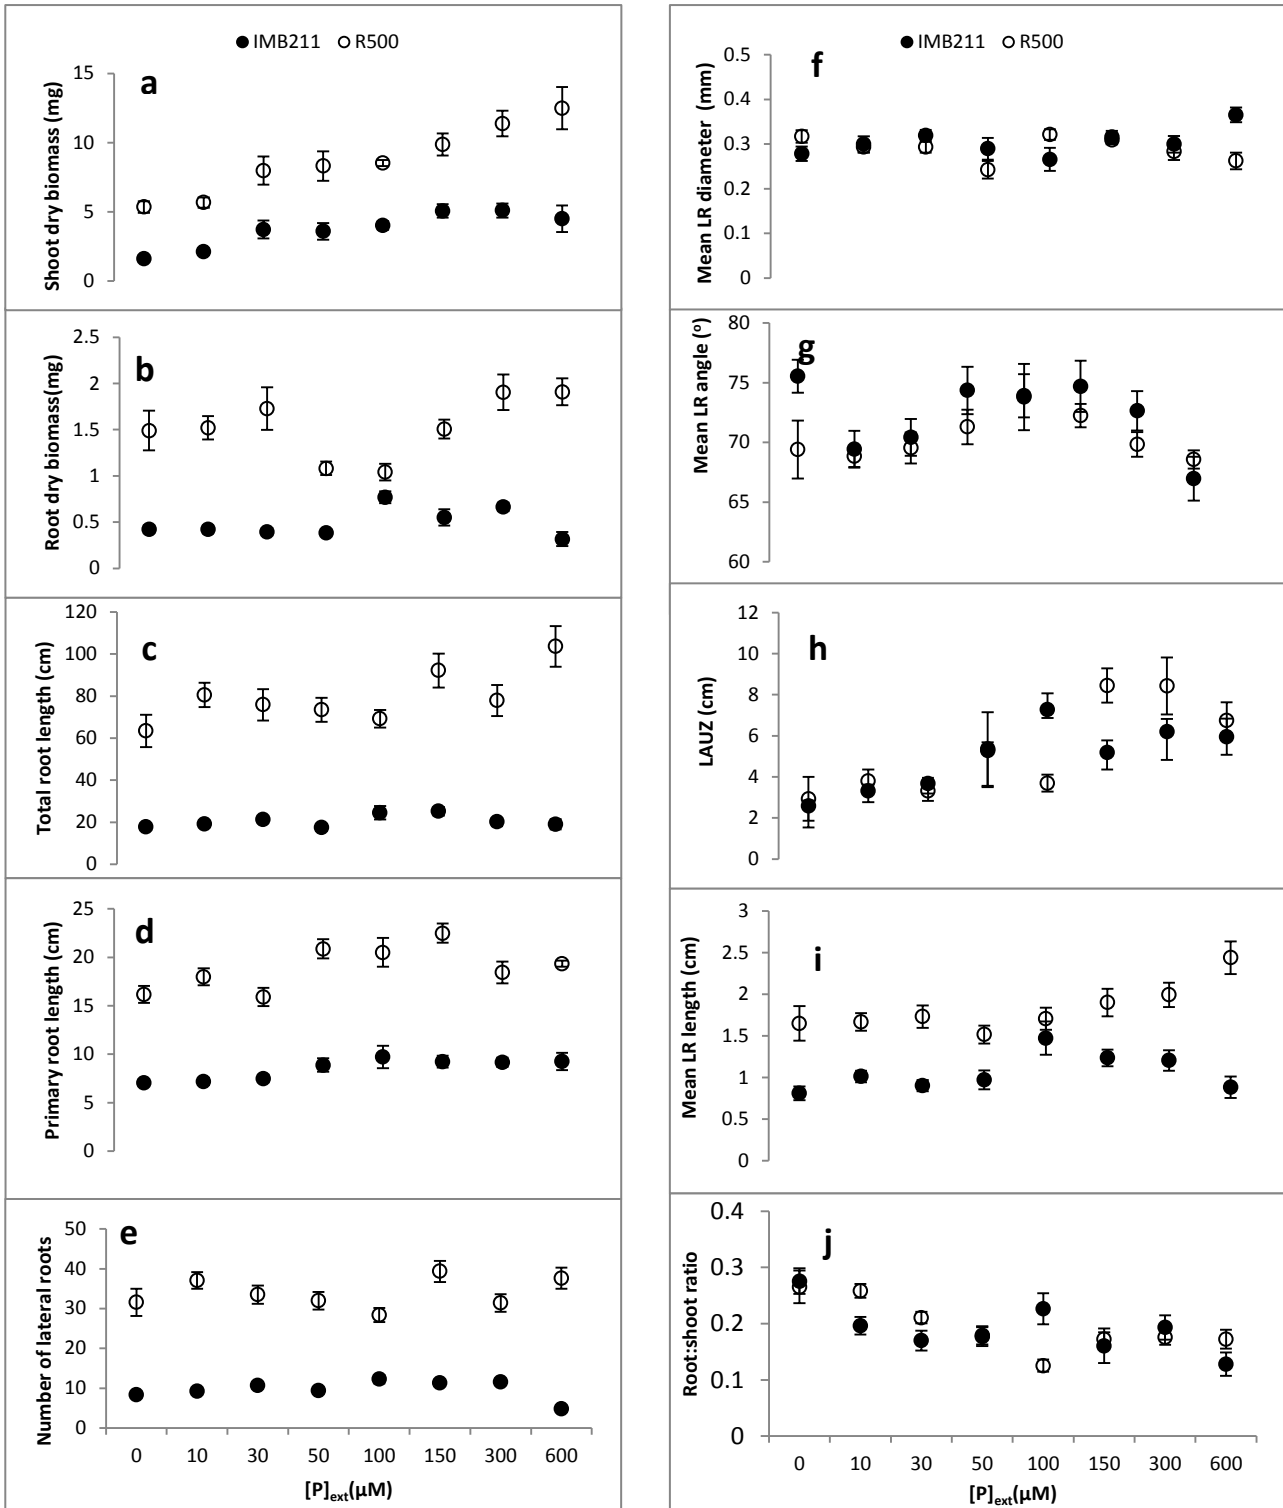 IMB211 R500
a
Shoot dry biomass (mg)
15
10
5
0
b
Root dry biomass(mg)
2.5
2
1.5
1
0.5
0
c
Total root length (cm)
120
100
80
60
40
20
0
d
Primary root length (cm)
25
20
15
10
5
0
e
Number of lateral roots
50
40
30
20
10
0
0 10 30 50 100 150 300 600
[P]ext(µM)
IMB211 R500
f
Mean LR diameter (mm)
0.5
0.4
0.3
0.2
0.1
0
g
Mean LR angle (º)
80
75
70
65
60
h
LAUZ (cm)
12
10
8
6
4
2
0
i
Mean LR length (cm)
3
2.5
2
1.5
1
0.5
0
j
Root:shoot ratio
0.4
0.3
0.2
0.1
0
0 10 30 50 100 150 300 600
[P]ext(µM)